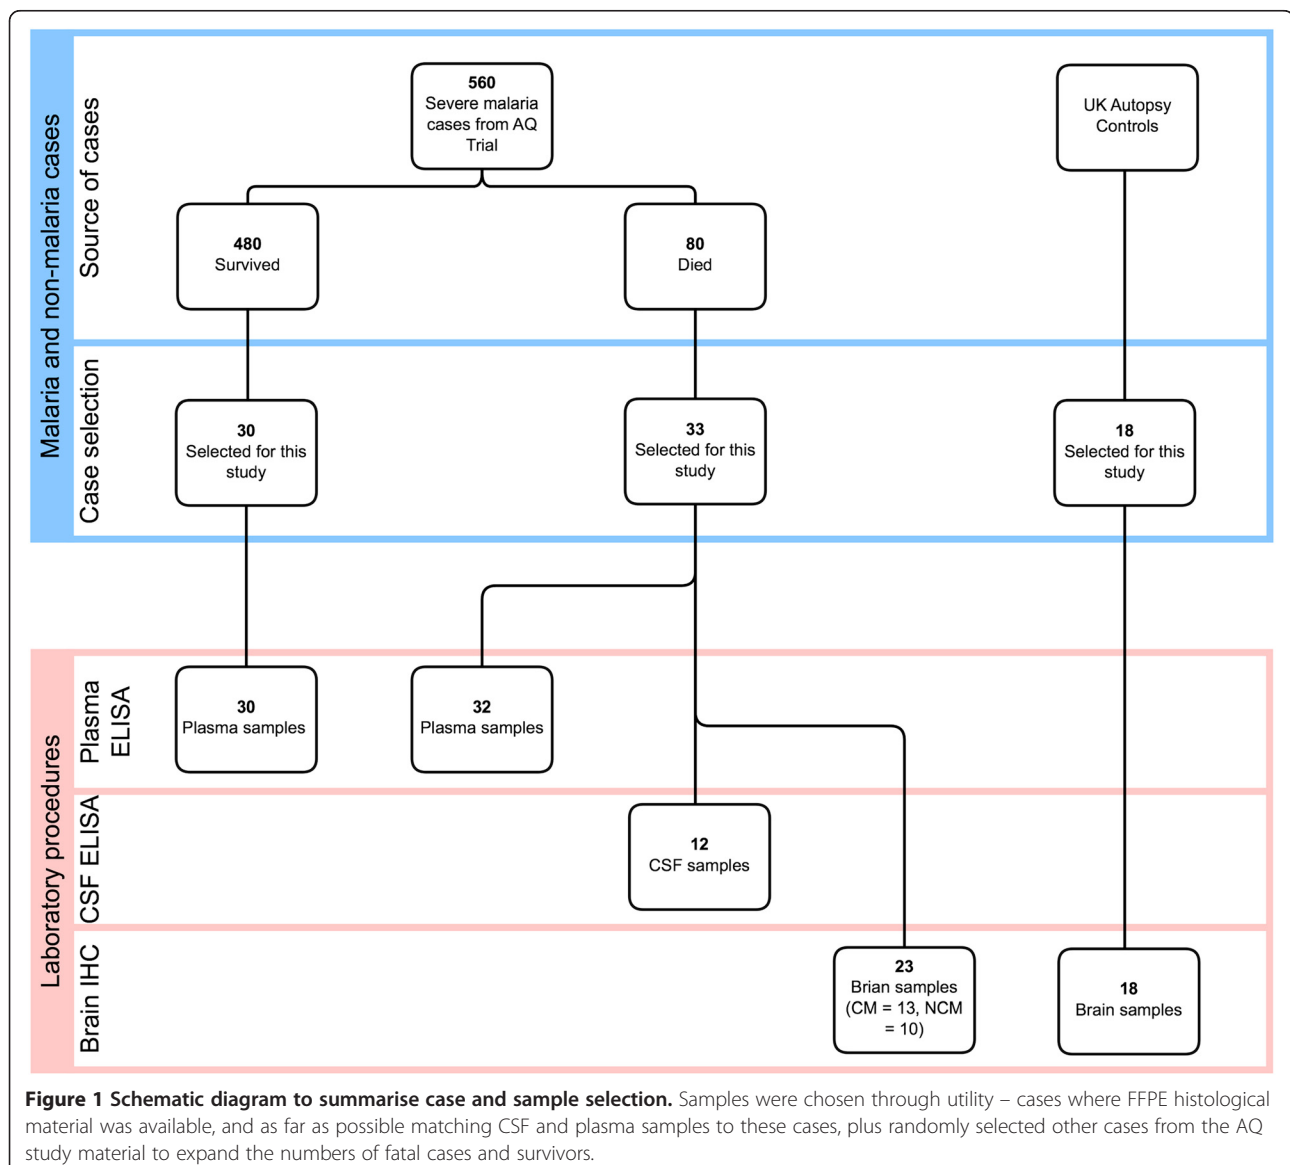 Malaria and non-malaria cases
Source of cases
560
Severe malaria
cases from AQ
Trial
UK Autopsy
Controls
480
Survived
80
Died
Case selection
30
Selected for this
study
33
Selected for this
study
18
Selected for this
study
Laboratory procedures
Plasma
ELISA
30
Plasma samples
32
Plasma samples
CSF ELISA
12
CSF samples
Brain IHC
23
Brian samples
(CM = 13, NCM
= 10)
18
Brain samples
Figure 1 Schematic diagram to summarise case and sample selection. Samples were chosen through utility – cases where FFPE histological
material was available, and as far as possible matching CSF and plasma samples to these cases, plus randomly selected other cases from the AQ
study material to expand the numbers of fatal cases and survivors.